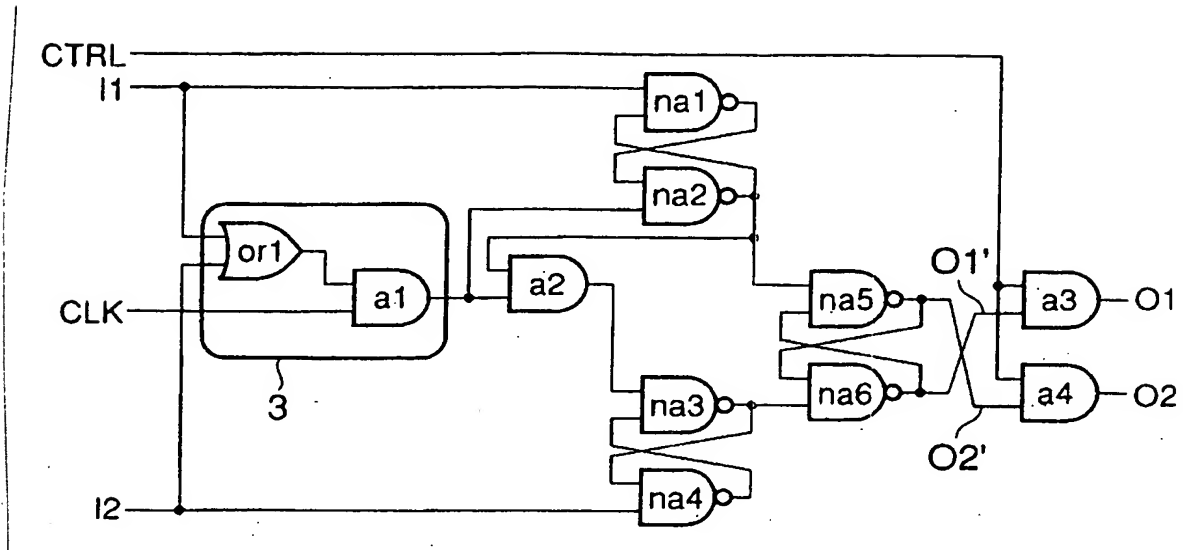 CTRL
I1
na1
na2
or1
a1
a2
CLK
3
na3
na4
I2
na5
na6
O1'
O2'
a3
O1
a4
O2